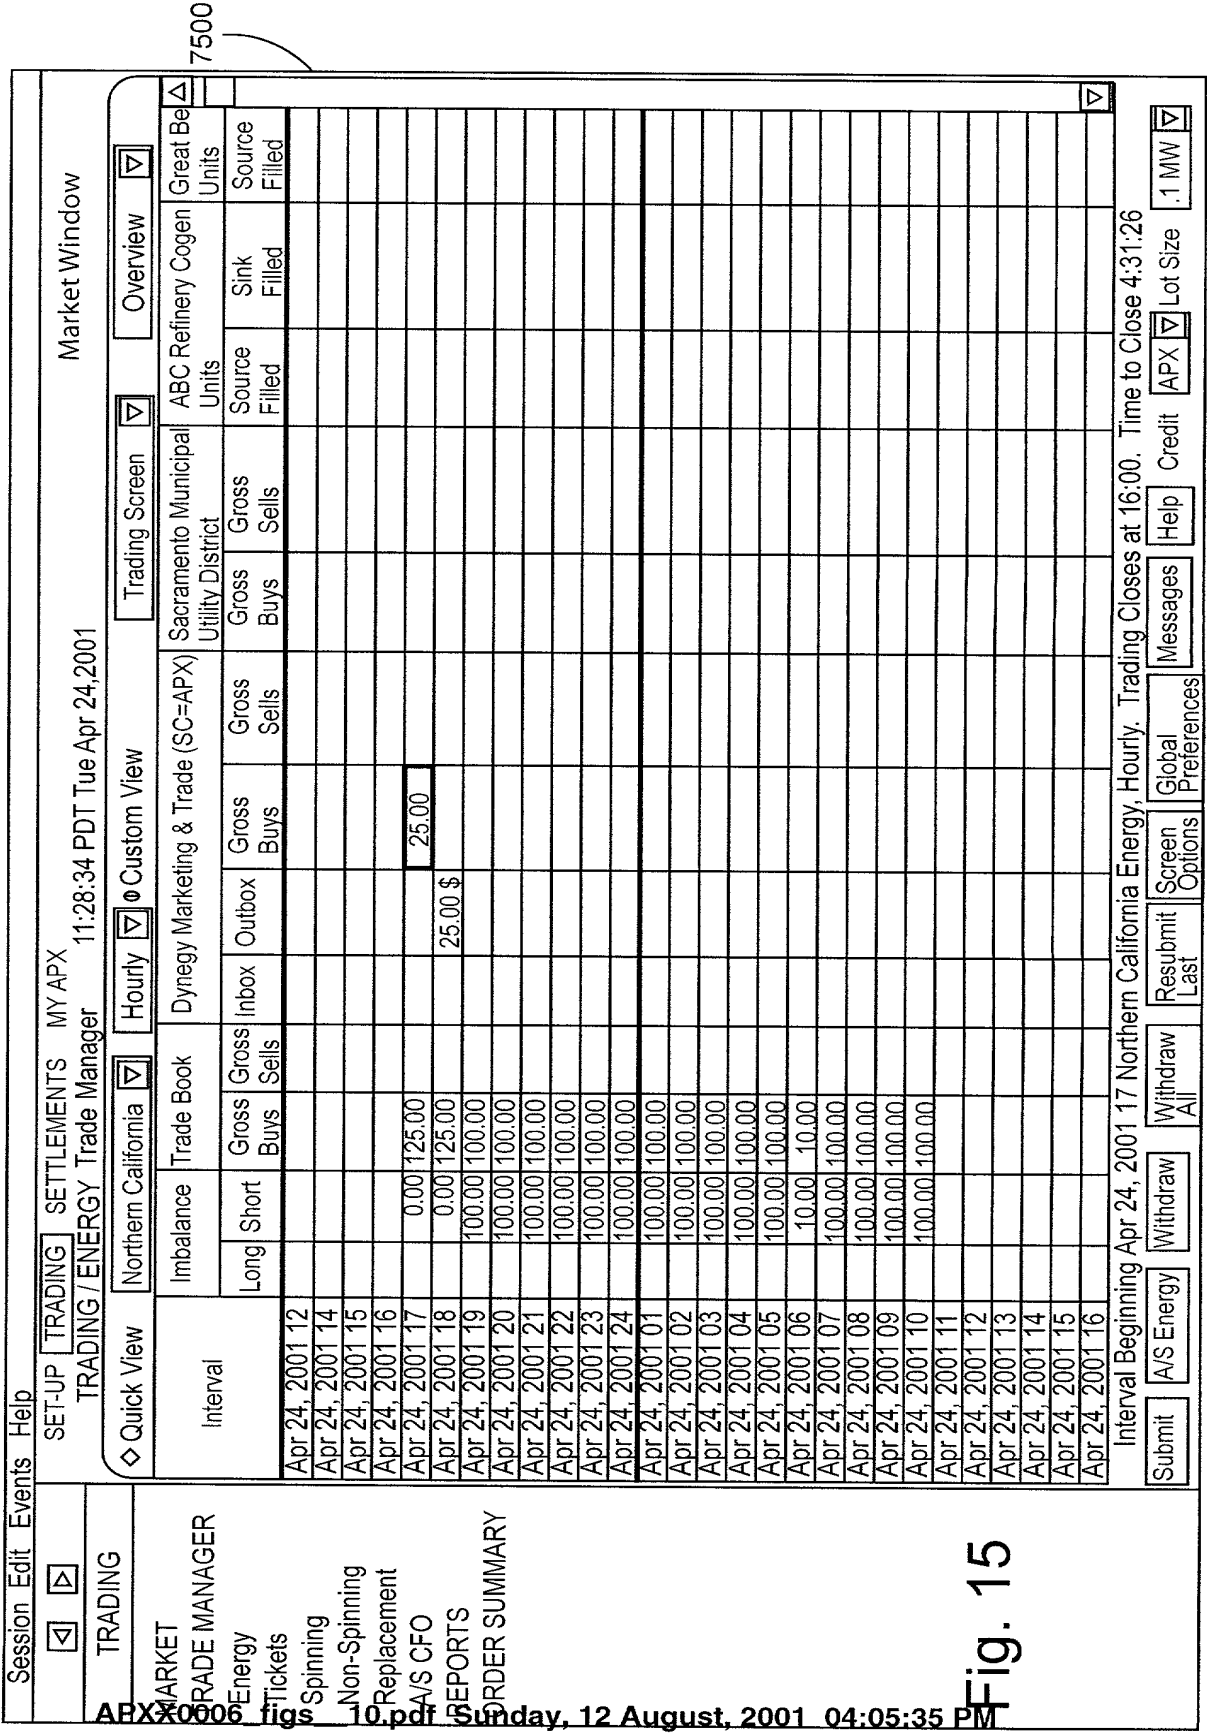 7500
Session Edit Events Help
SET-UP TRADING SETTLEMENTS MY APX
Market Window
TRADING / ENERGY Trade Manager 11:28:34 PDT Tue Apr 24,2001
TRADING
MARKET
RADE MANAGER
Energy
Tickets
Spinning
Non-Spinning
Replacement
A/S CFO
REPORTS
ORDER SUMMARY
Quick View Northern California Hourly Custom View Trading Screen Overview
Interval Imbalance Trade Book Dynegy Marketing & Trade (SC=APX) Sacramento Municipal Utility District ABC Refinery Cogen Units Great Be Units
Long Short Gross Buys Gross Sells Inbox Outbox Gross Buys Gross Sells Gross Buys Gross Sells Source Filled Sink Filled Source Filled
Apr 24, 2001 12
Apr 24, 2001 14
Apr 24, 2001 15
Apr 24, 2001 16
Apr 24, 2001 17 0.00 125.00 25.00
Apr 24, 2001 18 0.00 125.00 25.00 $
Apr 24, 2001 19 100.00 100.00
Apr 24, 2001 20 100.00 100.00
Apr 24, 2001 21 100.00 100.00
Apr 24, 2001 22 100.00 100.00
Apr 24, 2001 23 100.00 100.00
Apr 24, 2001 24 100.00 100.00
Apr 24, 2001 01 100.00 100.00
Apr 24, 2001 02 100.00 100.00
Apr 24, 2001 03 100.00 100.00
Apr 24, 2001 04 100.00 100.00
Apr 24, 2001 05 100.00 100.00
Apr 24, 2001 06 10.00 10.00
Apr 24, 2001 07 100.00 100.00
Apr 24, 2001 08 100.00 100.00
Apr 24, 2001 09 100.00 100.00
Apr 24, 2001 10 100.00 100.00
Apr 24, 2001 11
Apr 24, 2001 12
Apr 24, 2001 13
Apr 24, 2001 14
Apr 24, 2001 15
Apr 24, 2001 16
Interval Beginning Apr 24, 2001 17 Northern California Energy, Hourly. Trading Closes at 16:00. Time to Close 4:31:26
Submit A/S Energy Withdraw Withdraw All Resubmit Last Screen Options Global Preferences Messages Help Credit APX Lot Size .1 MW
Fig. 15
APXX0006_figs__10.pdf Sunday, 12 August, 2001 04:05:35 PM